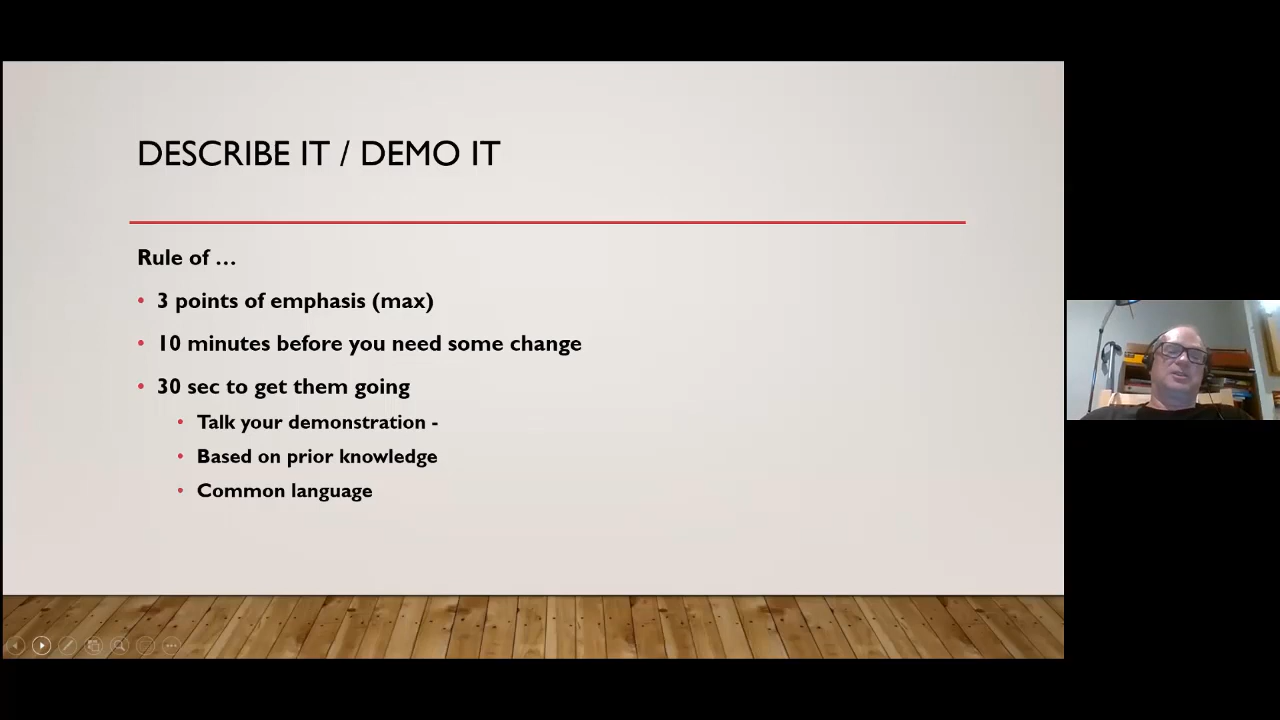 DESCRIBE IT / DEMO IT
Rule of …
• 3 points of emphasis (max)
• 10 minutes before you need some change
• 30 sec to get them going
• Talk your demonstration -
• Based on prior knowledge
• Common language